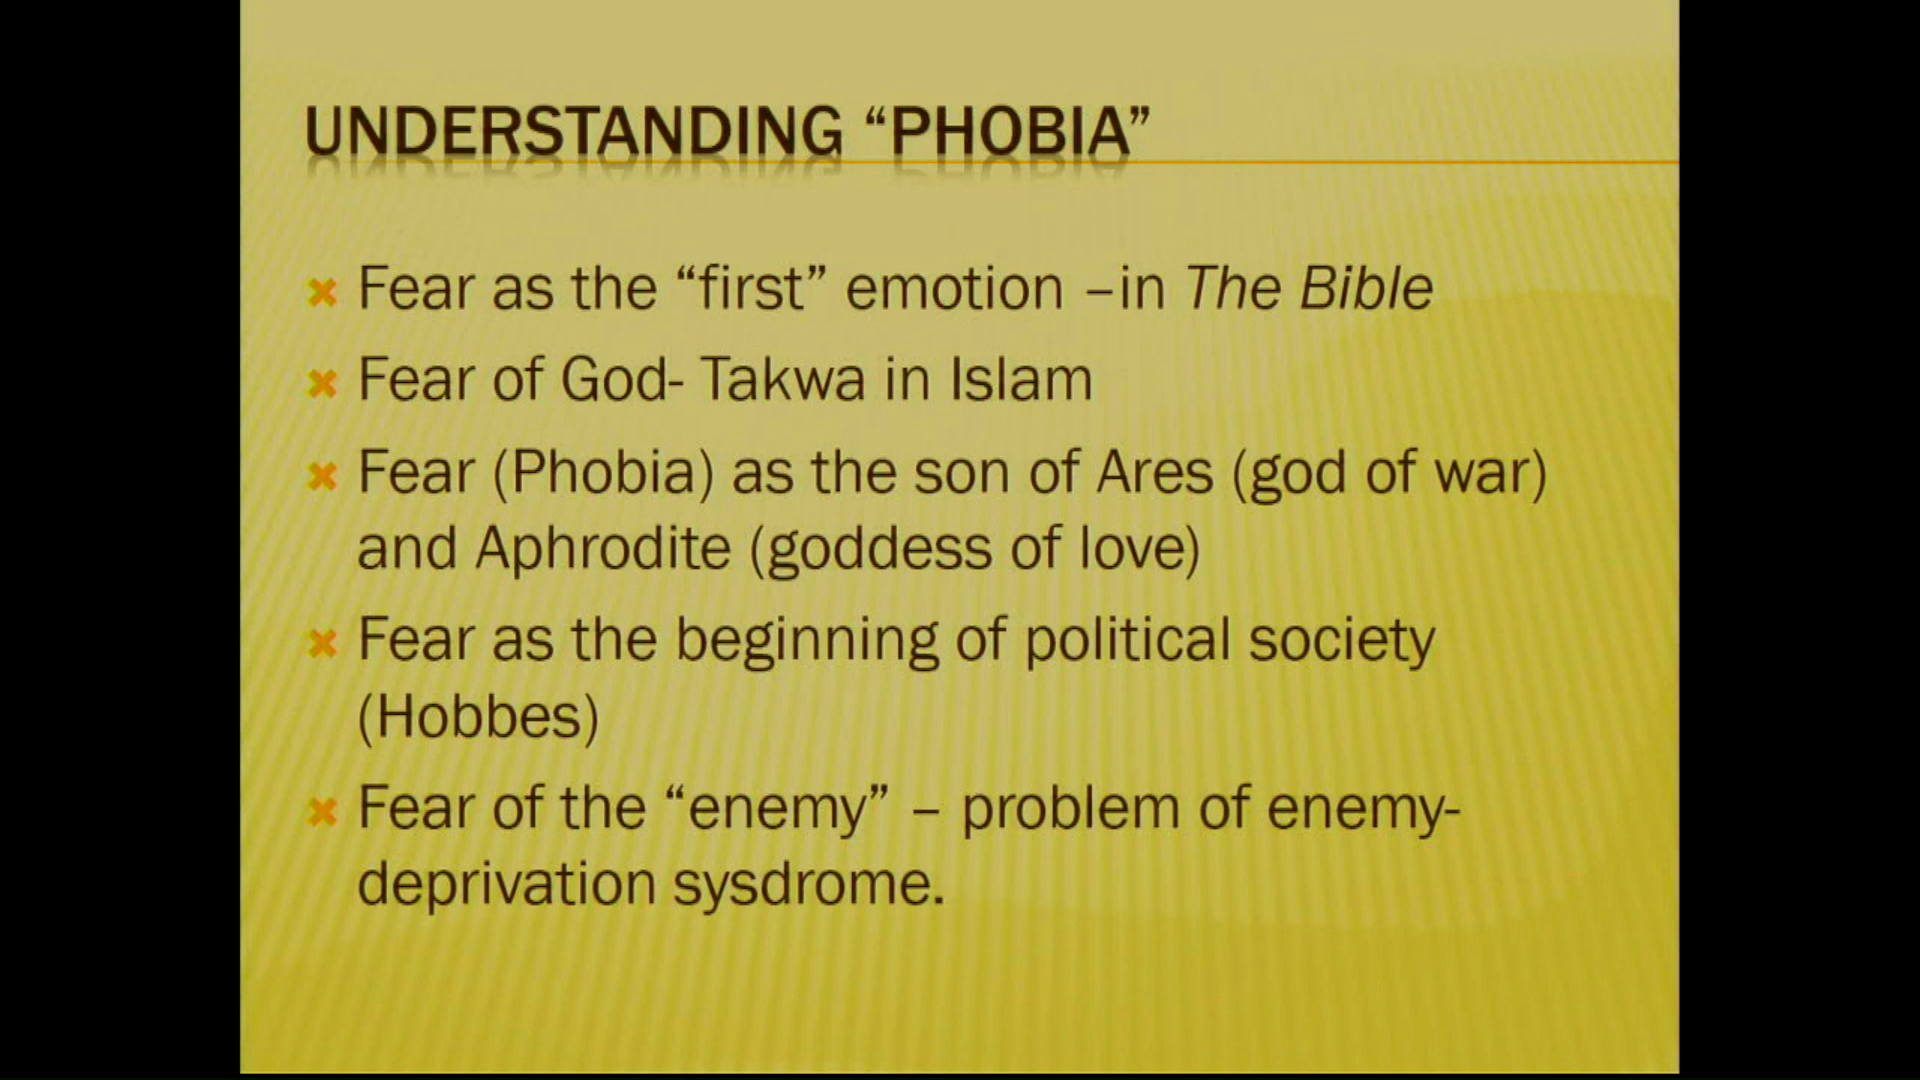 UNDERSTANDING “PHOBIA”
Fear as the “first” emotion –in The Bible
Fear of God- Takwa in Islam
Fear (Phobia) as the son of Ares (god of war)
and Aphrodite (goddess of love)
Fear as the beginning of political society
(Hobbes)
Fear of the “enemy” – problem of enemy-
deprivation sysdrome.